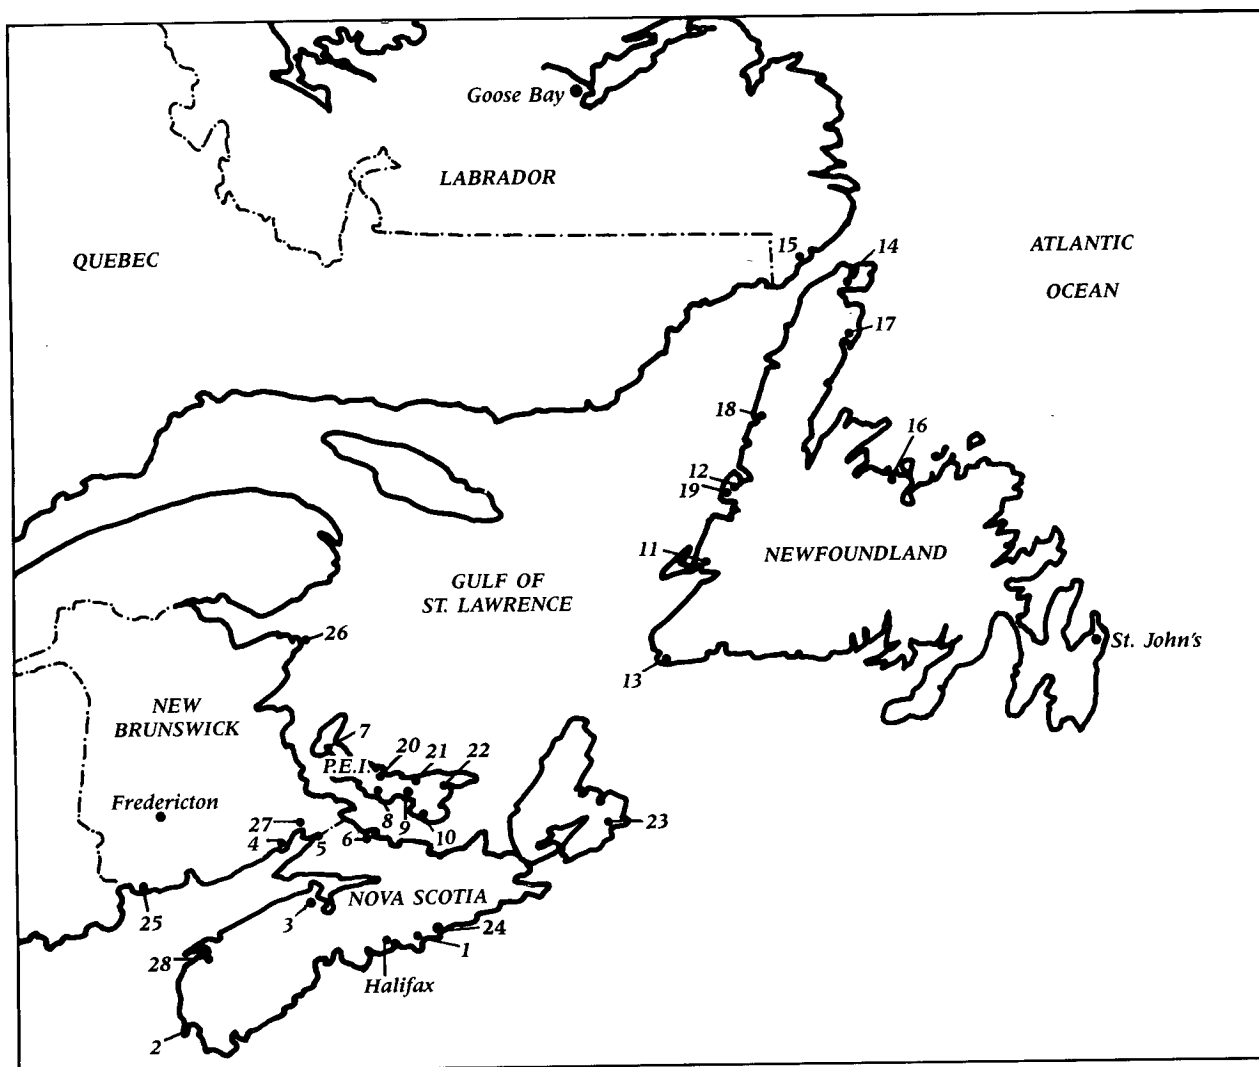 Goose Bay
LABRADOR
QUEBEC
15
14
ATLANTIC
OCEAN
17
18
16
12
19
11
NEWFOUNDLAND
GULF OF
ST. LAWRENCE
26
St. John's
13
NEW
BRUNSWICK
7
20
21
22
P.E.I.
Fredericton
8
9
10
27
4
5
6
23
25
3
NOVA SCOTIA
24
1
28
Halifax
2